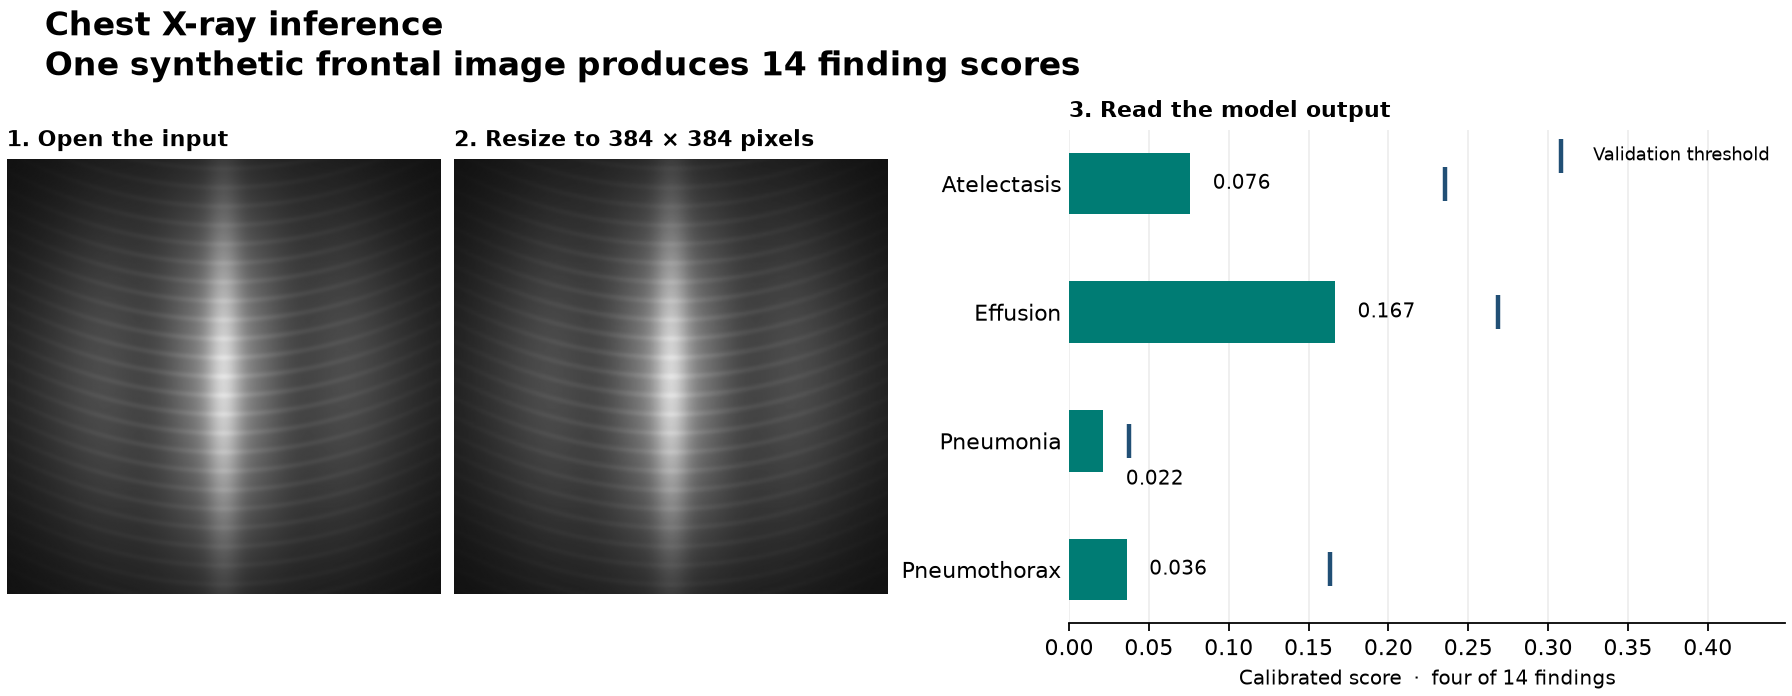 Chest X-ray inference
One synthetic frontal image produces 14 finding scores
1. Open the input
2. Resize to 384 × 384 pixels
3. Read the model output
Validation threshold
Atelectasis
0.076
Effusion
0.167
Pneumonia
0.022
Pneumothorax
0.036
0.00 0.05 0.10 0.15 0.20 0.25 0.30 0.35 0.40
Calibrated score · four of 14 findings